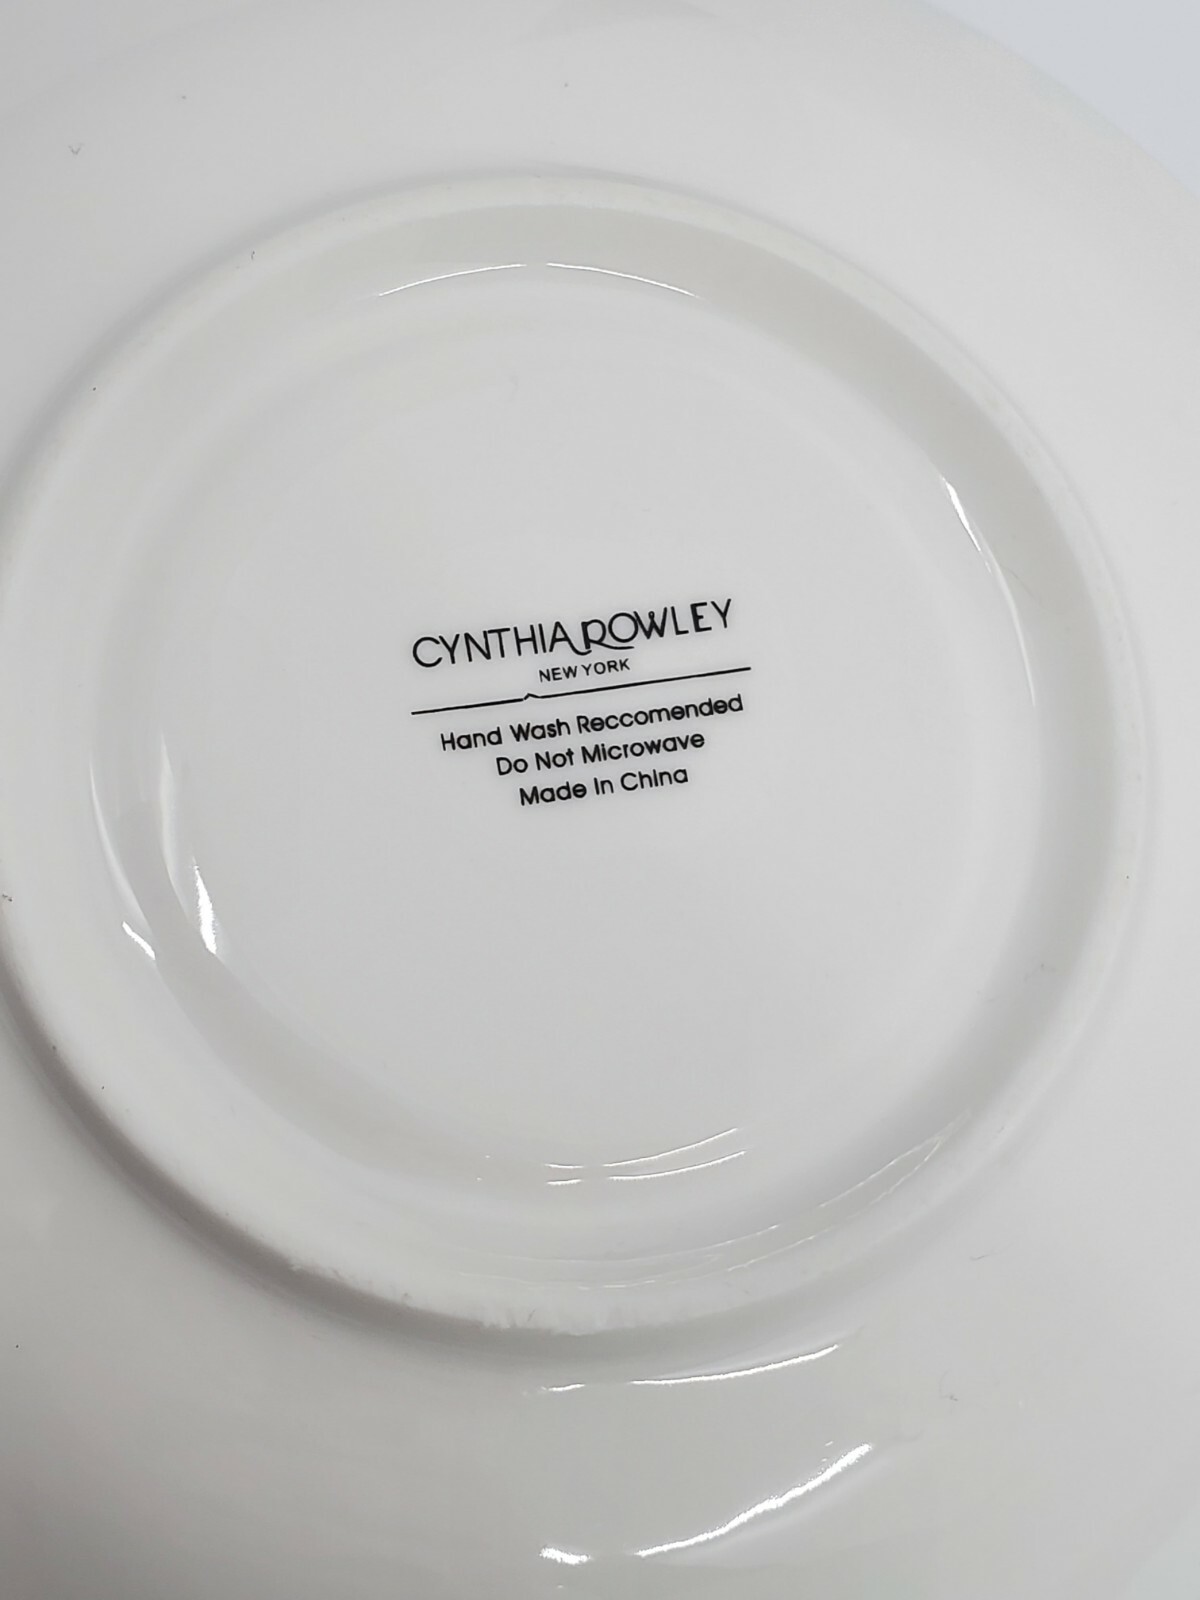 CYNTHIA ROWLEY
NEW YORK
Hand Wash Reccomended
Do Not Microwave
Made In China